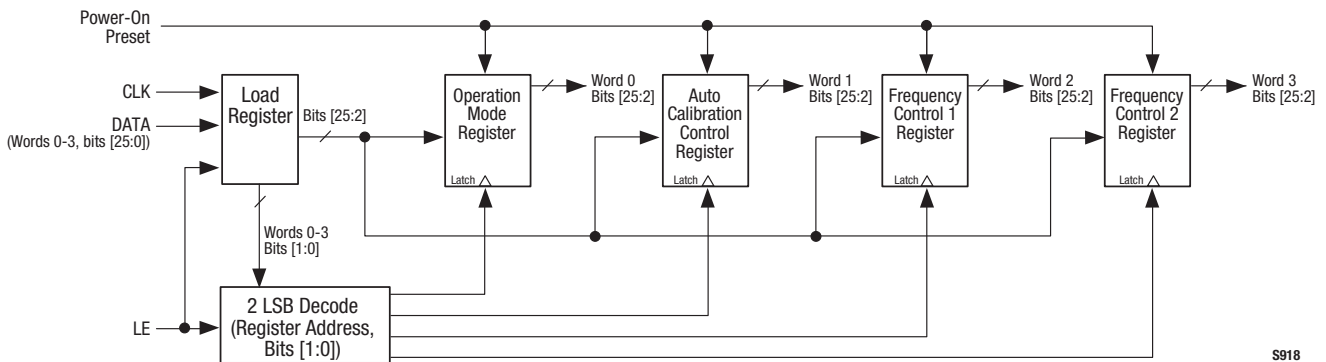 Power-On
Preset
CLK
DATA
(Words 0-3, bits [25:0])
Load
Register
Bits [25:2]
Operation
Mode
Register
Latch
Word 0
Bits [25:2]
Auto
Calibration
Control
Register
Latch
Word 1
Bits [25:2]
Frequency
Control 1
Register
Latch
Word 2
Bits [25:2]
Frequency
Control 2
Register
Latch
Word 3
Bits [25:2]
Words 0-3
Bits [1:0]
LE
2 LSB Decode
(Register Address,
Bits [1:0])
S918